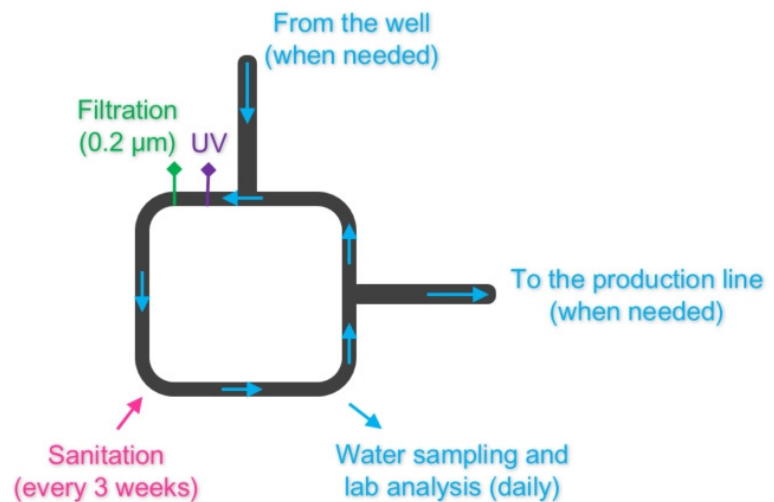 From the well
(when needed)
Filtration
(0.2 µm)
UV
To the production line
(when needed)
Sanitation
(every 3 weeks)
Water sampling and
lab analysis (daily)